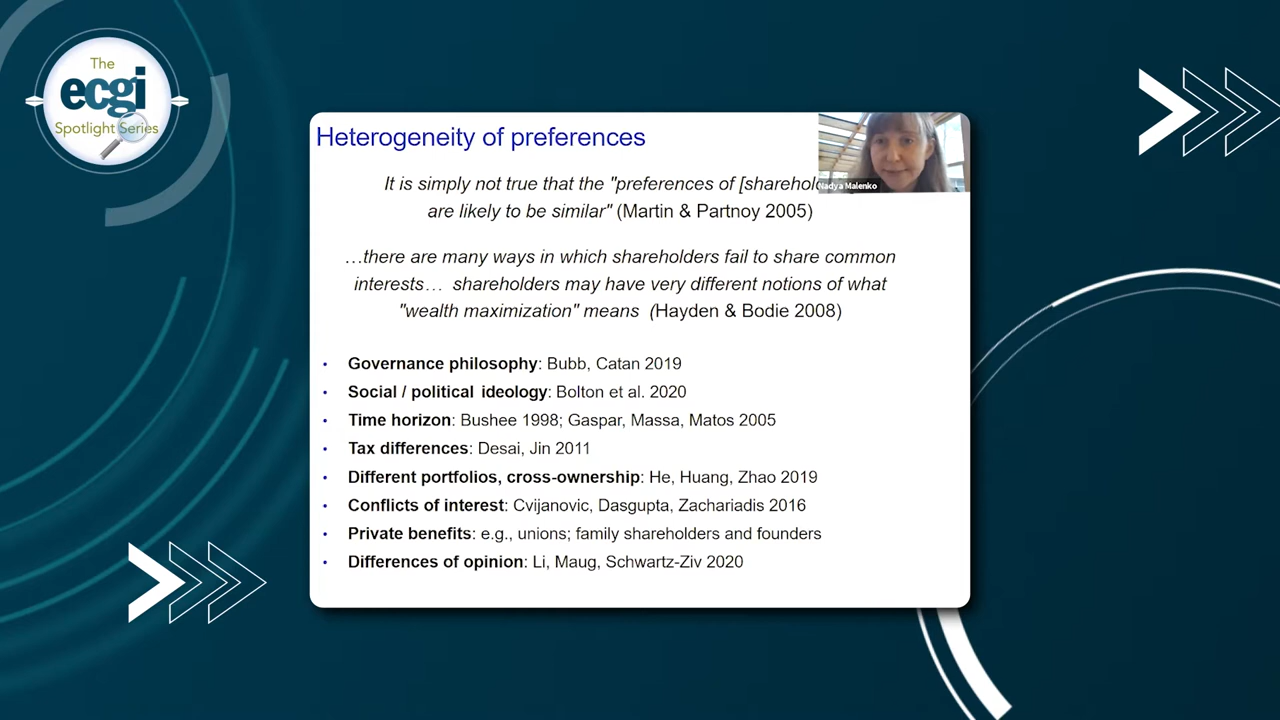 The
ecgi
Spotlight Series
Heterogeneity of preferences
It is simply not true that the "preferences of [sharehol
Nadya Malenko
are likely to be similar" (Martin & Partnoy 2005)
…there are many ways in which shareholders fail to share common
interests… shareholders may have very different notions of what
"wealth maximization" means (Hayden & Bodie 2008)
• Governance philosophy: Bubb, Catan 2019
• Social / political ideology: Bolton et al. 2020
• Time horizon: Bushee 1998; Gaspar, Massa, Matos 2005
• Tax differences: Desai, Jin 2011
• Different portfolios, cross-ownership: He, Huang, Zhao 2019
• Conflicts of interest: Cvijanovic, Dasgupta, Zachariadis 2016
• Private benefits: e.g., unions; family shareholders and founders
• Differences of opinion: Li, Maug, Schwartz-Ziv 2020